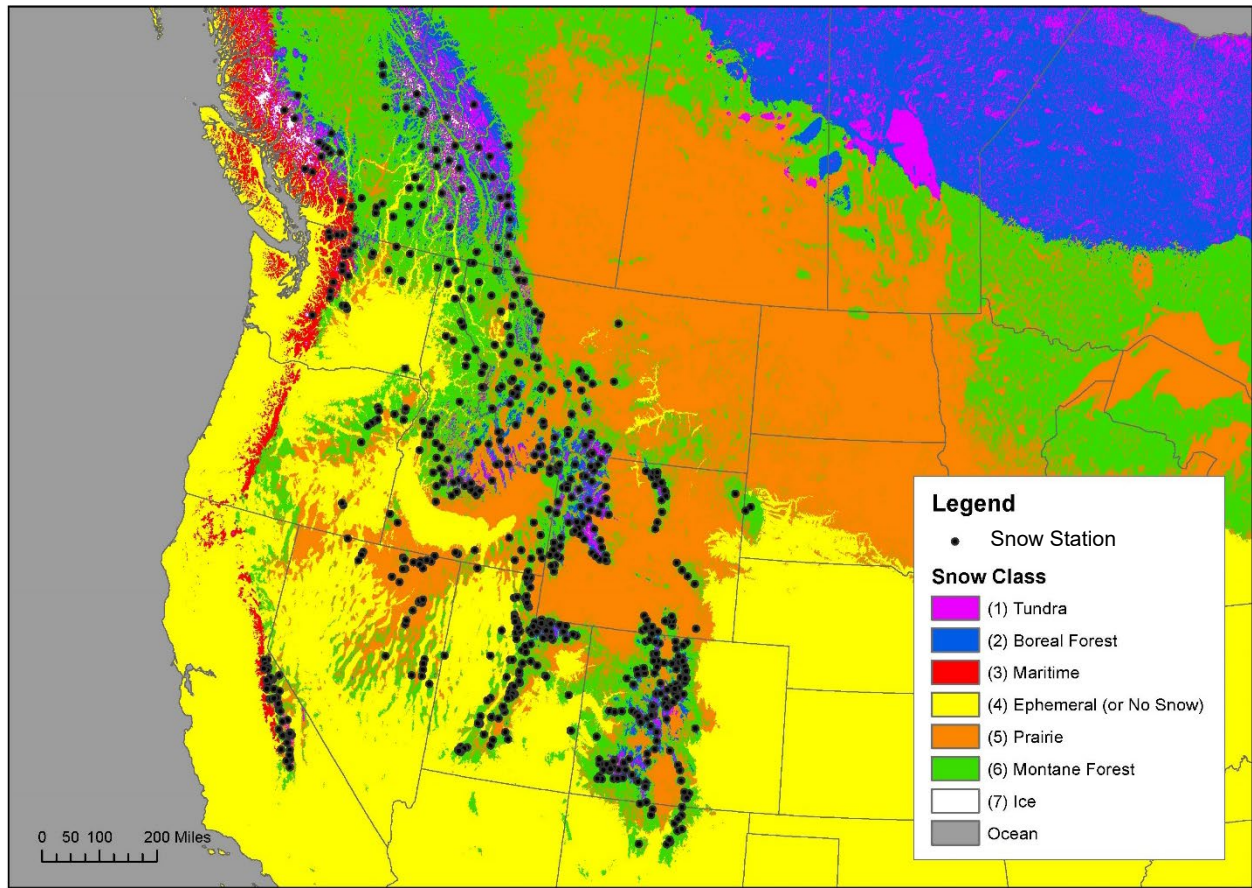 Legend
Snow Station
Snow Class
(1) Tundra
(2) Boreal Forest
(3) Maritime
(4) Ephemeral (or No Snow)
(5) Prairie
(6) Montane Forest
(7) Ice
Ocean
0 50 100 200 Miles